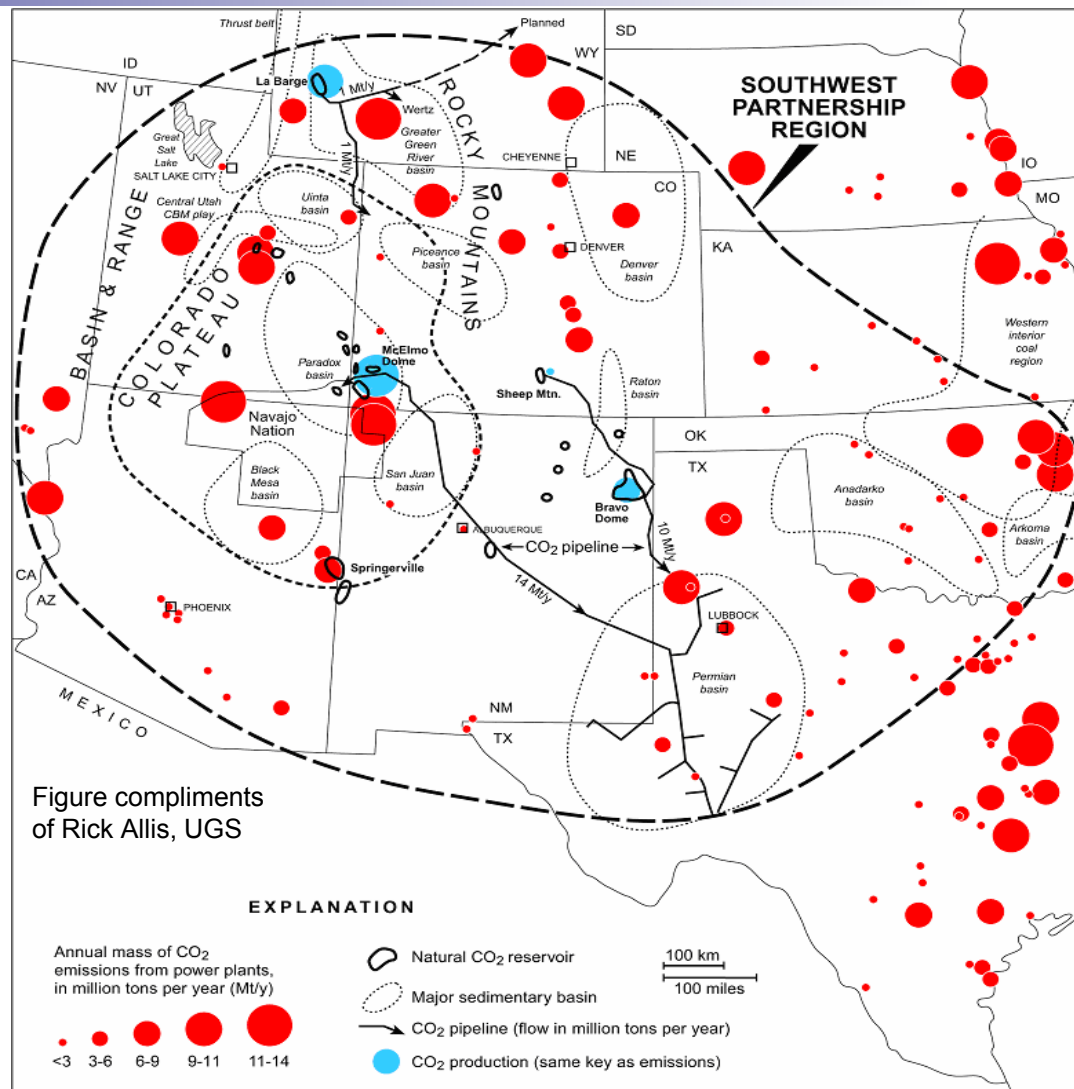 Thrust belt
Planned
SD
WY
ID
NV
UT
La Barge
1 Mt/y
Wertz
ROCKY
MOUNTAINS
SOUTHWEST
PARTNERSHIP
REGION
Great
Salt
Lake
SALT LAKE CITY
1 Mt/y
Greater
Green
River
basin
CHEYENNE
NE
IO
MO
CO
KA
Central Utah
CBM play
Uinta
basin
Piceance
basin
DENVER
Denver
basin
BASIN & RANGE
COLORADO
PLATEAU
Western
interior
coal
region
Paradox
basin
McElmo
Dome
Sheep Mtn.
Raton
basin
Navajo
Nation
OK
TX
Black
Mesa
basin
San Juan
basin
Bravo
Dome
Anadarko
basin
Arkoma
basin
ALBUQUERQUE
CO2 pipeline
10 Mt/y
14 Mt/y
Springerville
CA
AZ
PHOENIX
LUBBOCK
Permian
basin
MEXICO
NM
TX
Figure compliments
of Rick Allis, UGS
EXPLANATION
Annual mass of CO2
emissions from power plants,
in million tons per year (Mt/y)
<3 3-6 6-9 9-11 11-14
Natural CO2 reservoir
Major sedimentary basin
CO2 pipeline (flow in million tons per year)
CO2 production (same key as emissions)
100 km
100 miles